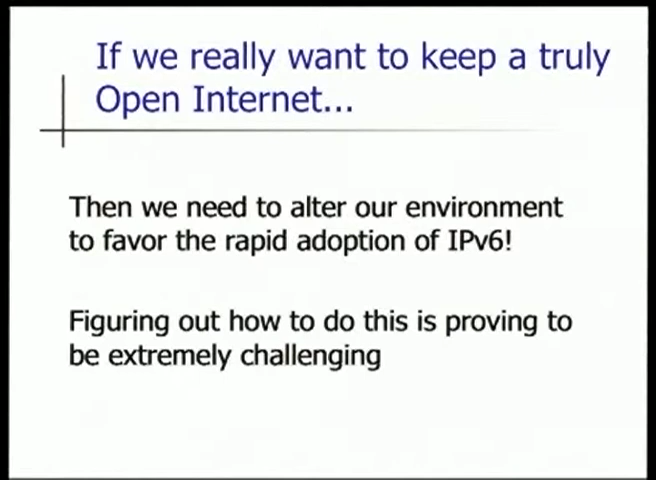 If we really want to keep a truly
Open Internet...
Then we need to alter our environment
to favor the rapid adoption of IPv6!
Figuring out how to do this is proving to
be extremely challenging